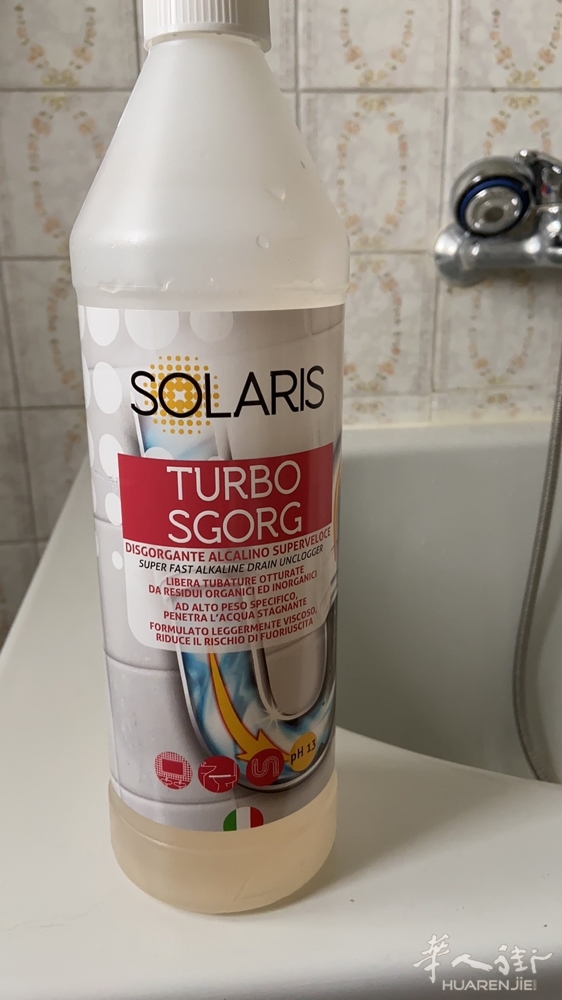 SOLARIS
TURBO
SGORG
DISGORGANTE ALCALINO SUPERVELOCE
SUPER FAST ALKALINE DRAIN UNCLOGGER
LIBERA TUBATURE OTTURATE
DA RESIDUI ORGANICI ED INORGANICI
AD ALTO PESO SPECIFICO,
PENETRA L'ACQUA STAGNANTE
FORMULATO LEGGERMENTE VISCOSO,
RIDUCE IL RISCHIO DI FUORIUSCITA
pH 13
华人街
HUARENJIE